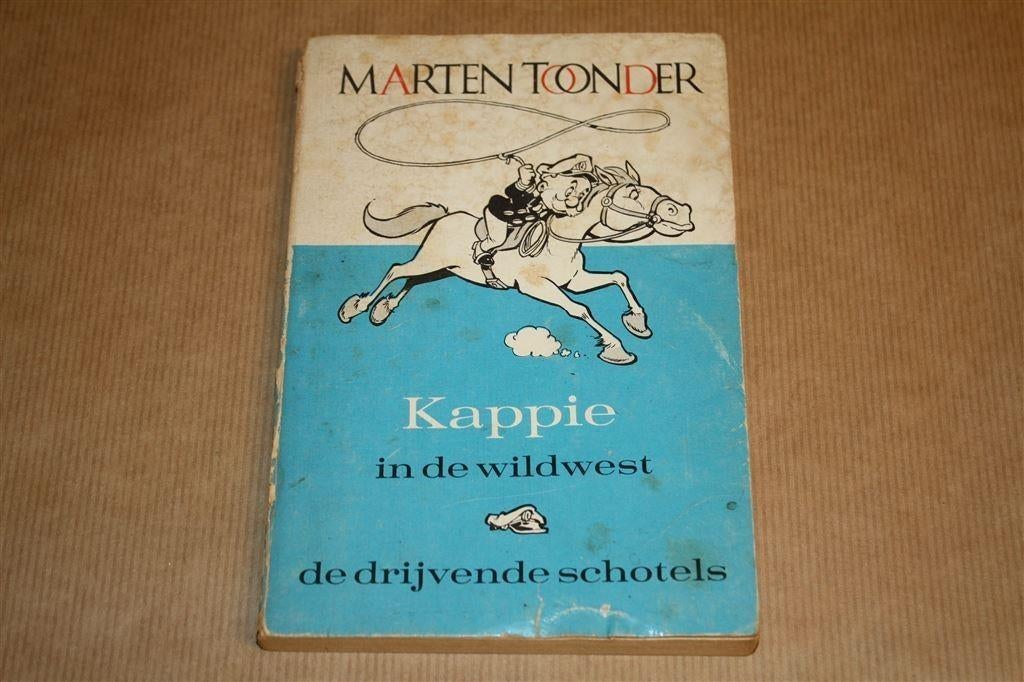 MARTEN TOONDER
Kappie
in de wildwest
de drijvende schotels